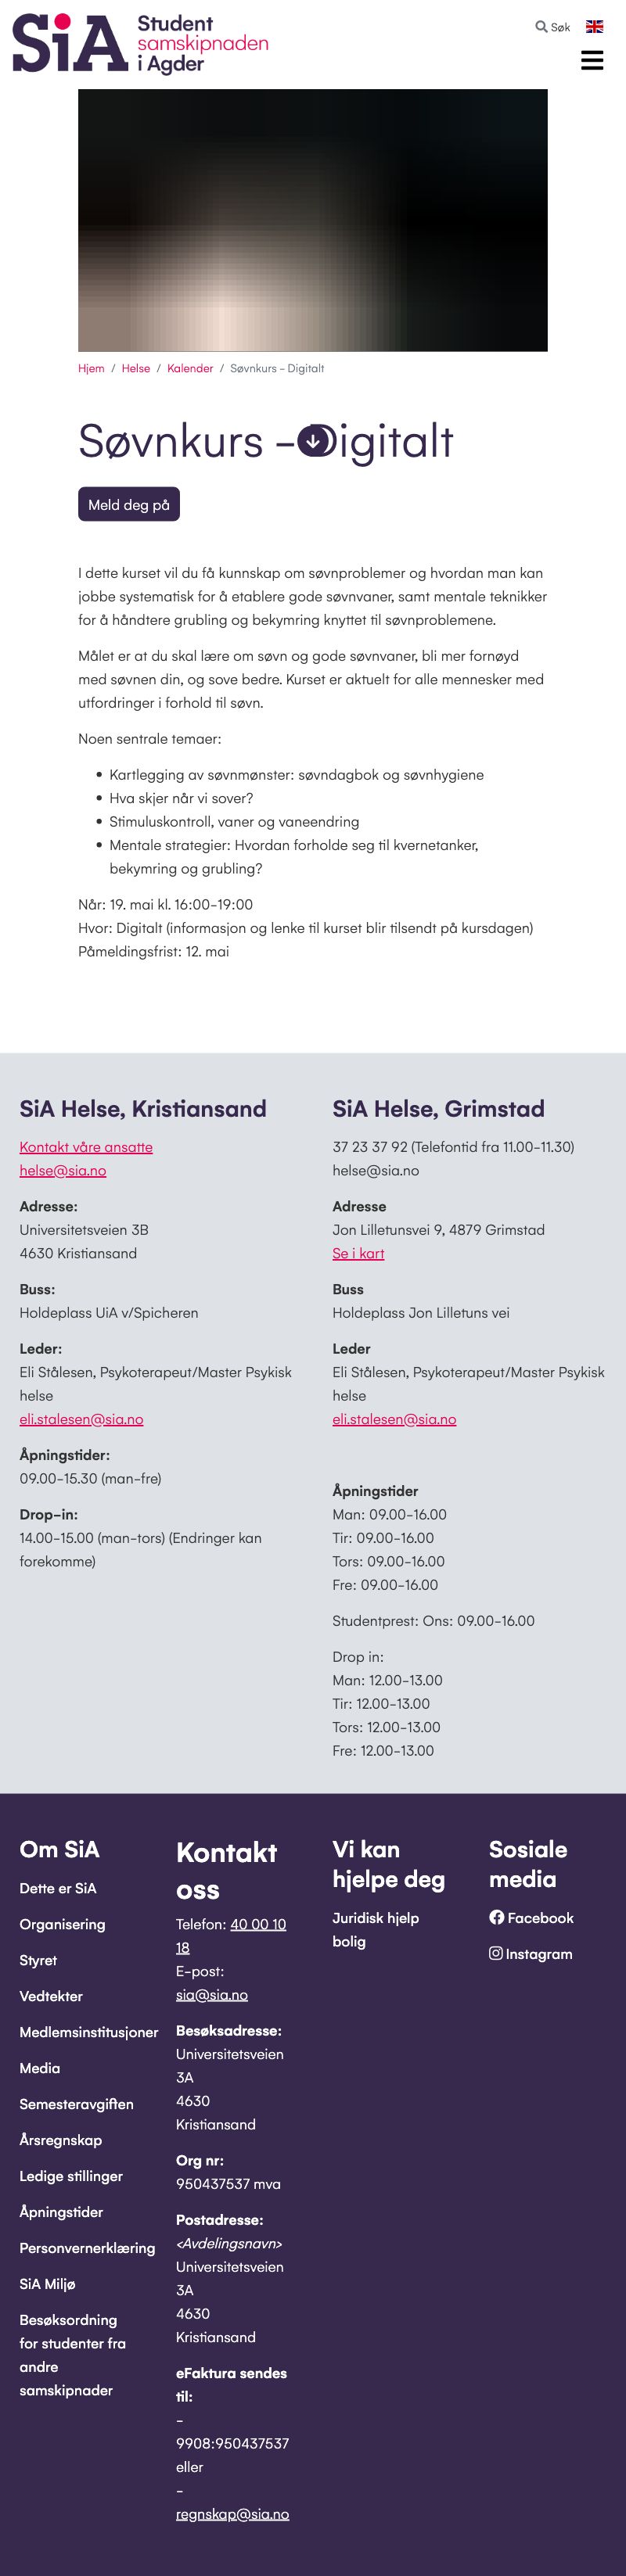 SiA Student
samskipnaden
i Agder
Søk
Hjem / Helse / Kalender / Søvnkurs - Digitalt
Søvnkurs - Digitalt
Meld deg på
I dette kurset vil du få kunnskap om søvnproblemer og hvordan man kan
jobbe systematisk for å etablere gode søvnvaner, samt mentale teknikker
for å håndtere grubling og bekymring knyttet til søvnproblemene.
Målet er at du skal lære om søvn og gode søvnvaner, bli mer fornøyd
med søvnen din, og sove bedre. Kurset er aktuelt for alle mennesker med
utfordringer i forhold til søvn.
Noen sentrale temaer:
• Kartlegging av søvnmønster: søvndagbok og søvnhygiene
• Hva skjer når vi sover?
• Stimuluskontroll, vaner og vaneendring
• Mentale strategier: Hvordan forholde seg til kvernetanker,
bekymring og grubling?
Når: 19. mai kl. 16:00-19:00
Hvor: Digitalt (informasjon og lenke til kurset blir tilsendt på kursdagen)
Påmeldingsfrist: 12. mai
SiA Helse, Kristiansand
Kontakt våre ansatte
helse@sia.no
Adresse:
Universitetsveien 3B
4630 Kristiansand
Buss:
Holdeplass UiA v/Spicheren
Leder:
Eli Stålesen, Psykoterapeut/Master Psykisk
helse
eli.stalesen@sia.no
Åpningstider:
09.00-15.30 (man-fre)
Drop-in:
14.00-15.00 (man-tors) (Endringer kan
forekomme)
SiA Helse, Grimstad
37 23 37 92 (Telefontid fra 11.00-11.30)
helse@sia.no
Adresse
Jon Lilletunsvei 9, 4879 Grimstad
Se i kart
Buss
Holdeplass Jon Lilletuns vei
Leder
Eli Stålesen, Psykoterapeut/Master Psykisk
helse
eli.stalesen@sia.no
Åpningstider
Man: 09.00-16.00
Tir: 09.00-16.00
Tors: 09.00-16.00
Fre: 09.00-16.00
Studentprest: Ons: 09.00-16.00
Drop in:
Man: 12.00-13.00
Tir: 12.00-13.00
Tors: 12.00-13.00
Fre: 12.00-13.00
Om SiA
Dette er SiA
Organisering
Styret
Vedtekter
Medlemsinstitusjoner
Media
Semesteravgiften
Årsregnskap
Ledige stillinger
Åpningstider
Personvernerklæring
SiA Miljø
Besøksordning
for studenter fra
andre
samskipnader
Kontakt
oss
Telefon: 40 00 10
18
E-post:
sia@sia.no
Besøksadresse:
Universitetsveien
3A
4630
Kristiansand
Org nr:
950437537 mva
Postadresse:
<Avdelingsnavn>
Universitetsveien
3A
4630
Kristiansand
eFaktura sendes
til:
-
9908:950437537
eller
-
regnskap@sia.no
Vi kan
hjelpe deg
Juridisk hjelp
bolig
Sosiale
media
Facebook
Instagram